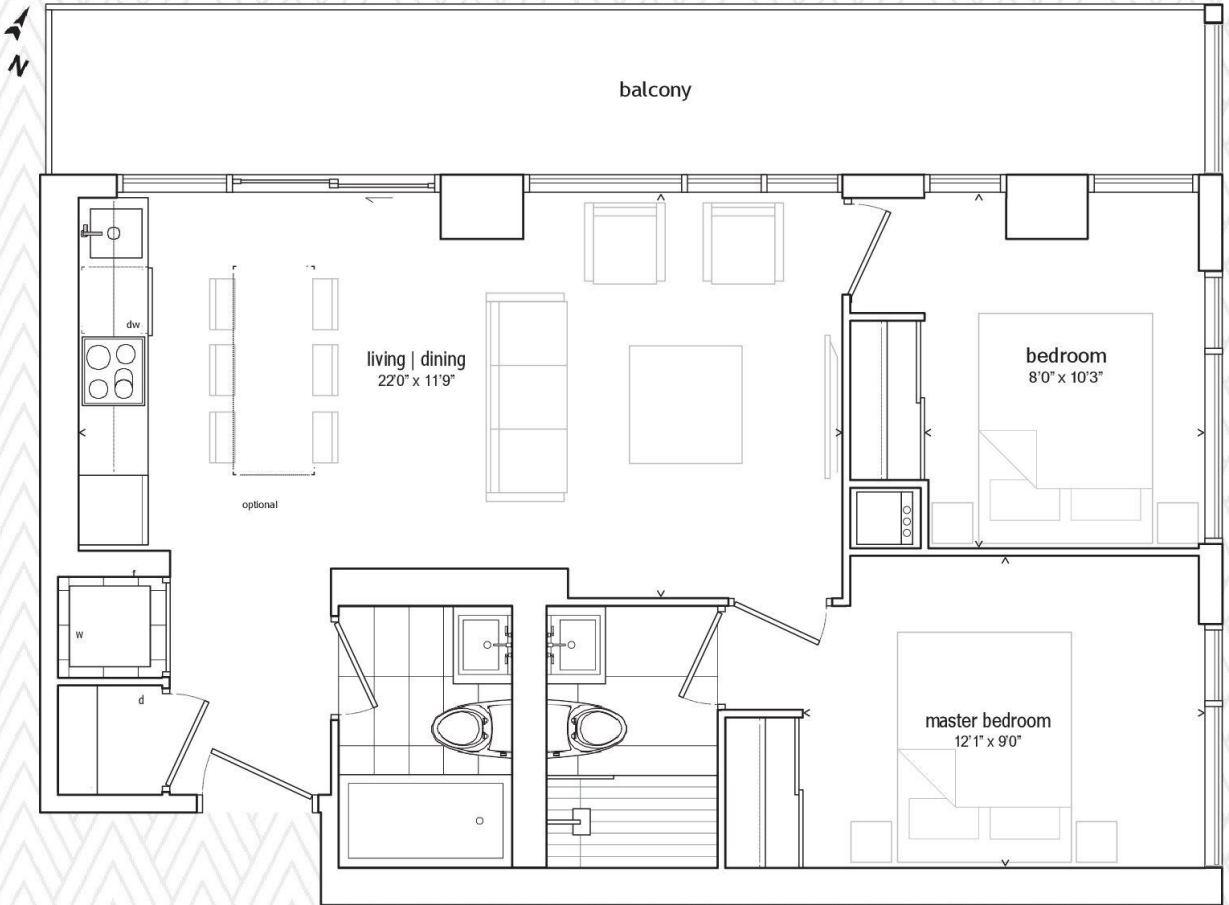 N
balcony
dw
living | dining
22'0" x 11'9"
bedroom
8'0" x 10'3"
optional
f
w
d
master bedroom
12'1" x 9'0"